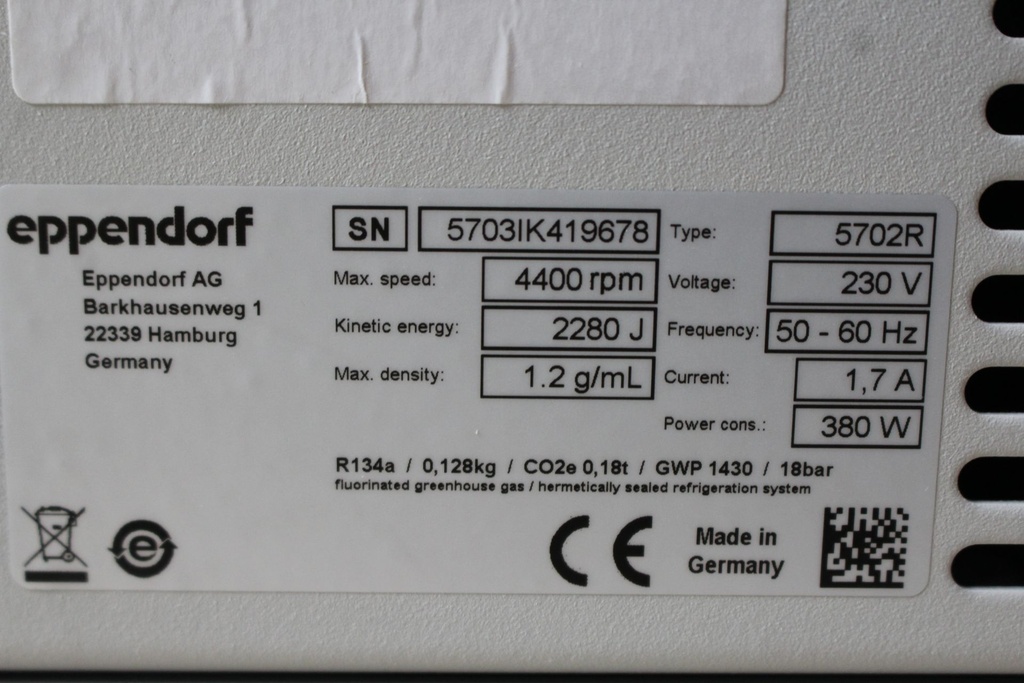 eppendorf
Eppendorf AG
Barkhausenweg 1
22339 Hamburg
Germany
SN 5703IK419678 Type: 5702R
Max. speed: 4400 rpm Voltage: 230 V
Kinetic energy: 2280 J Frequency: 50 - 60 Hz
Max. density: 1.2 g/mL Current: 1,7 A
Power cons.: 380 W
R134a / 0,128kg / CO2e 0,18t / GWP 1430 / 18bar
fluorinated greenhouse gas / hermetically sealed refrigeration system
e
CE
Made in
Germany